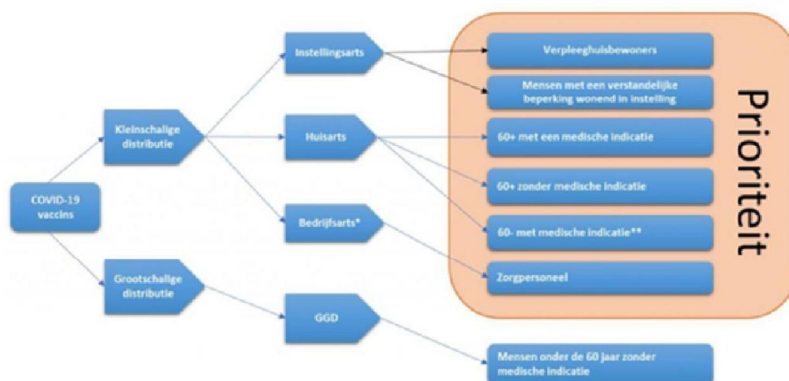 Instellingsarts
Verpleeghuisbewoners
Mensen met een verstandelijke
beperking wonend in instelling
Kleinschalige
distributie
Huisarts
60+ met een medische indicatie
Prioriteit
COVID-19
vaccins
60+ zonder medische indicatie
Bedrijfsarts*
60- met medische indicatie**
Grootschalige
distributie
Zorgpersoneel
GGD
Mensen onder de 60 jaar zonder
medische indicatie